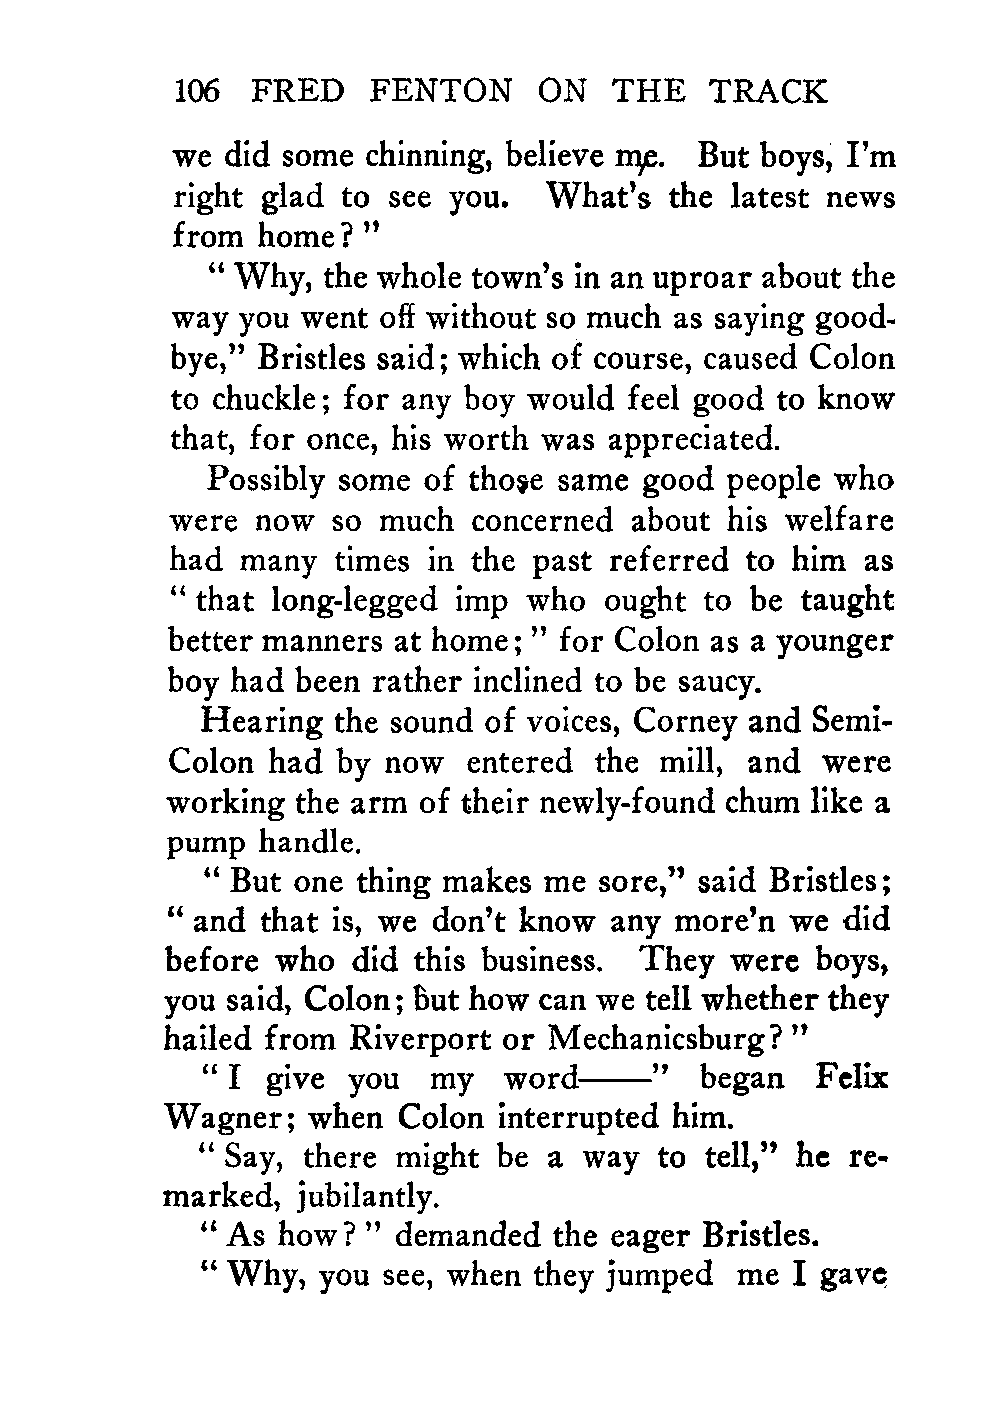 106 FRED FENTON ON THE TRACK
we did some chinning, believe me. But boys, I'm
right glad to see you. What's the latest news
from home? "
" Why, the whole town's in an uproar about the
way you went off without so much as saying good-
bye," Bristles said; which of course, caused Colon
to chuckle; for any boy would feel good to know
that, for once, his worth was appreciated.
Possibly some of those same good people who
were now so much concerned about his welfare
had many times in the past referred to him as
" that long-legged imp who ought to be taught
better manners at home; " for Colon as a younger
boy had been rather inclined to be saucy.
Hearing the sound of voices, Corney and Semi-
Colon had by now entered the mill, and were
working the arm of their newly-found chum like a
pump handle.
" But one thing makes me sore," said Bristles;
" and that is, we don't know any more'n we did
before who did this business. They were boys,
you said, Colon; but how can we tell whether they
hailed from Riverport or Mechanicsburg? "
" I give you my word——" began Felix
Wagner; when Colon interrupted him.
" Say, there might be a way to tell," he re-
marked, jubilantly.
" As how? " demanded the eager Bristles.
" Why, you see, when they jumped me I gave